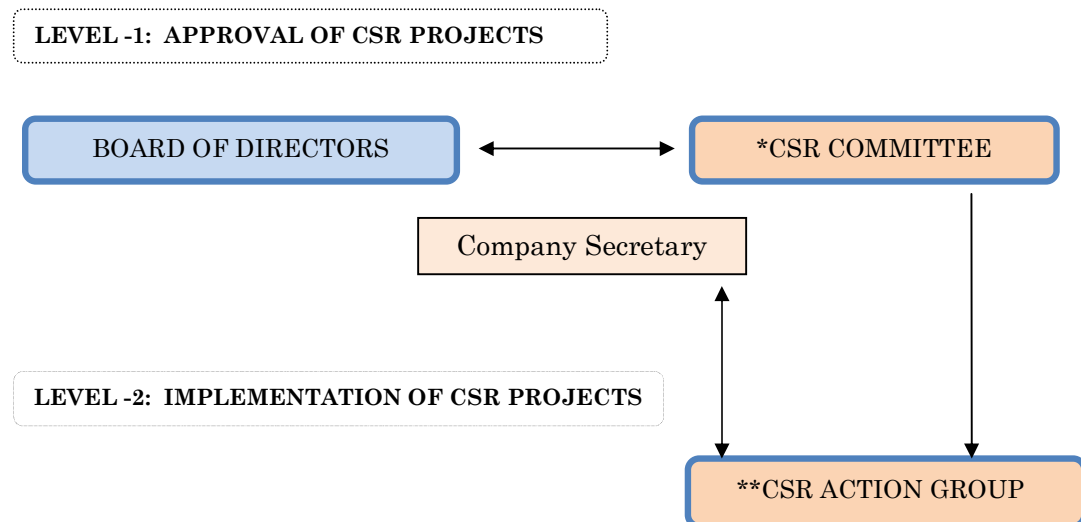 LEVEL -1: APPROVAL OF CSR PROJECTS
BOARD OF DIRECTORS
*CSR COMMITTEE
Company Secretary
LEVEL -2: IMPLEMENTATION OF CSR PROJECTS
**CSR ACTION GROUP